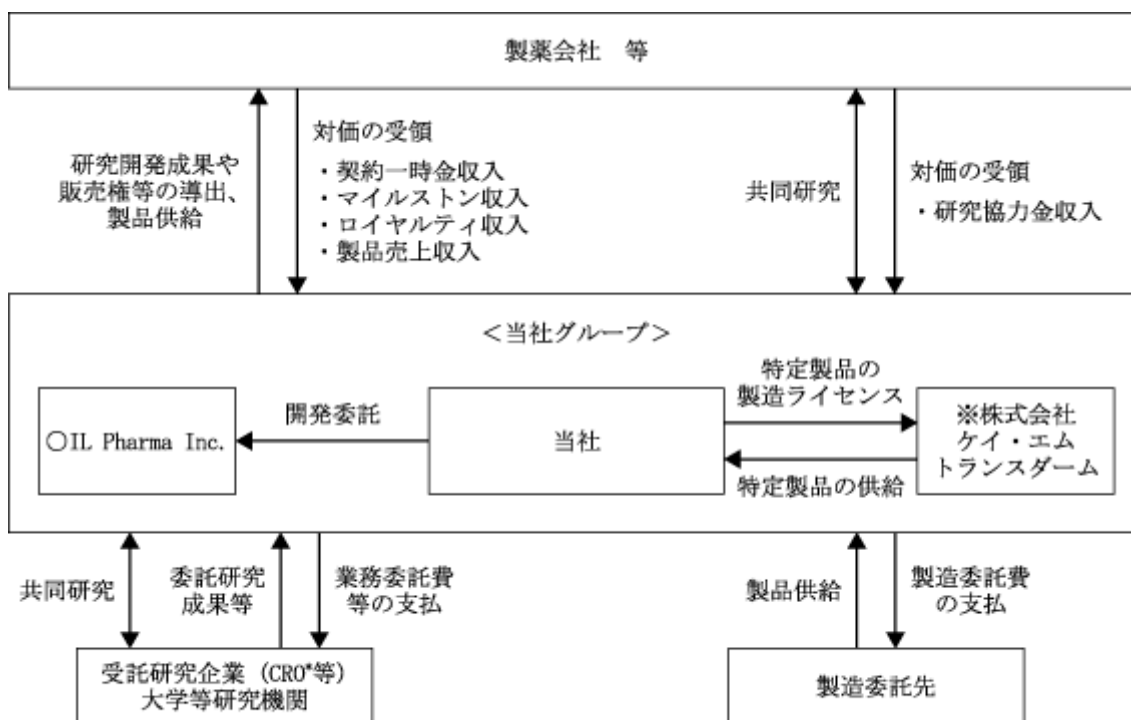 製薬会社　等
研究開発成果や
販売権等の導出、
製品供給
対価の受領
・契約一時金収入
・マイルストン収入
・ロイヤルティ収入
・製品売上収入
共同研究
対価の受領
・研究協力金収入
＜当社グループ＞
○IL Pharma Inc.
開発委託
当社
特定製品の
製造ライセンス
特定製品の供給
※株式会社
ケイ・エム
トランスダーム
共同研究
委託研究
成果等
業務委託費
等の支払
製品供給
製造委託費
の支払
受託研究企業（CRO*等）
大学等研究機関
製造委託先